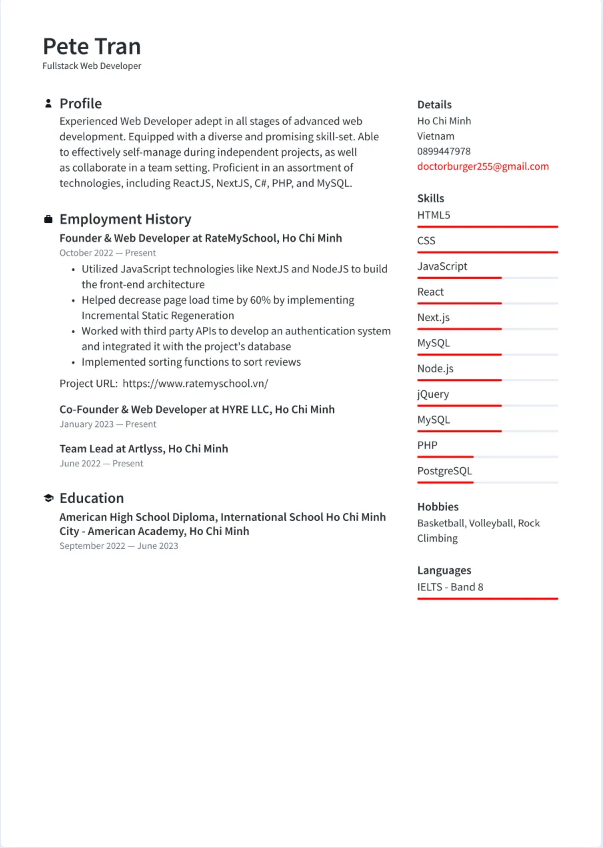 Pete Tran
Fullstack Web Developer
Profile
Experienced Web Developer adept in all stages of advanced web
development. Equipped with a diverse and promising skill-set. Able
to effectively self-manage during independent projects, as well
as collaborate in a team setting. Proficient in an assortment of
technologies, including ReactJS, NextJS, C#, PHP, and MySQL.
Employment History
Founder & Web Developer at RateMySchool, Ho Chi Minh
October 2022 — Present
• Utilized JavaScript technologies like NextJS and NodeJS to build
the front-end architecture
• Helped decrease page load time by 60% by implementing
Incremental Static Regeneration
• Worked with third party APIs to develop an authentication system
and integrated it with the project's database
• Implemented sorting functions to sort reviews
Project URL: https://www.ratemyschool.vn/
Co-Founder & Web Developer at HYRE LLC, Ho Chi Minh
January 2023 — Present
Team Lead at Artlyss, Ho Chi Minh
June 2022 — Present
Education
American High School Diploma, International School Ho Chi Minh
City - American Academy, Ho Chi Minh
September 2022 — June 2023
Details
Ho Chi Minh
Vietnam
0899447978
doctorburger255@gmail.com
Skills
HTML5
CSS
JavaScript
React
Next.js
MySQL
Node.js
jQuery
MySQL
PHP
PostgreSQL
Hobbies
Basketball, Volleyball, Rock
Climbing
Languages
IELTS - Band 8